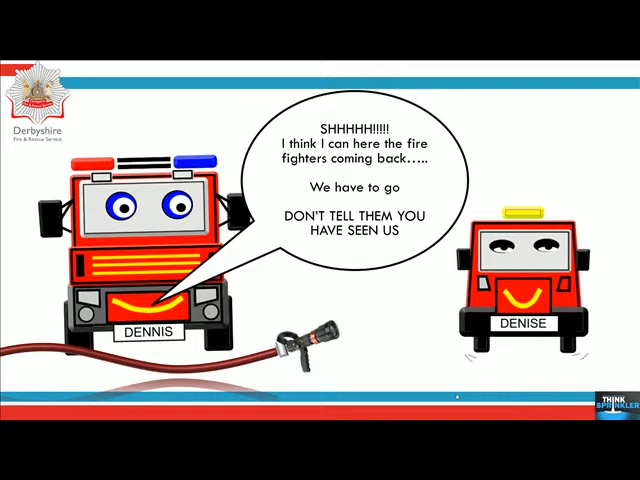 Derbyshire
Fire & Rescue Service
SHHHHH!!!!!
I think I can here the fire
fighters coming back.....
We have to go
DON'T TELL THEM YOU
HAVE SEEN US
DENNIS
DENISE
THINK
SPRINKLER